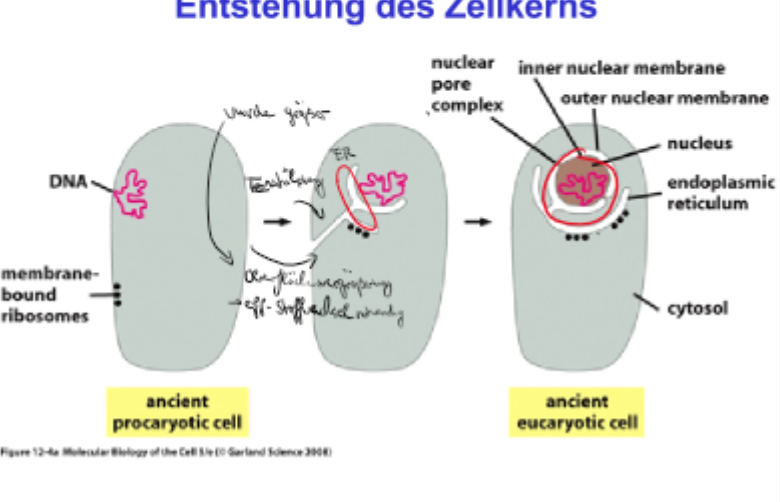 Entstehung des Zellkerns
nuclear
pore
complex
inner nuclear membrane
outer nuclear membrane
nucleus
endoplasmic
reticulum
wurde größer
ER
DNA
membrane-
bound
ribosomes
Oberflächenvergrößerung
→ eff. Stoffwechsel
cytosol
ancient
procaryotic cell
ancient
eucaryotic cell
Figure 12-4a Molecular Biology of the Cell 5/e (© Garland Science 2008)